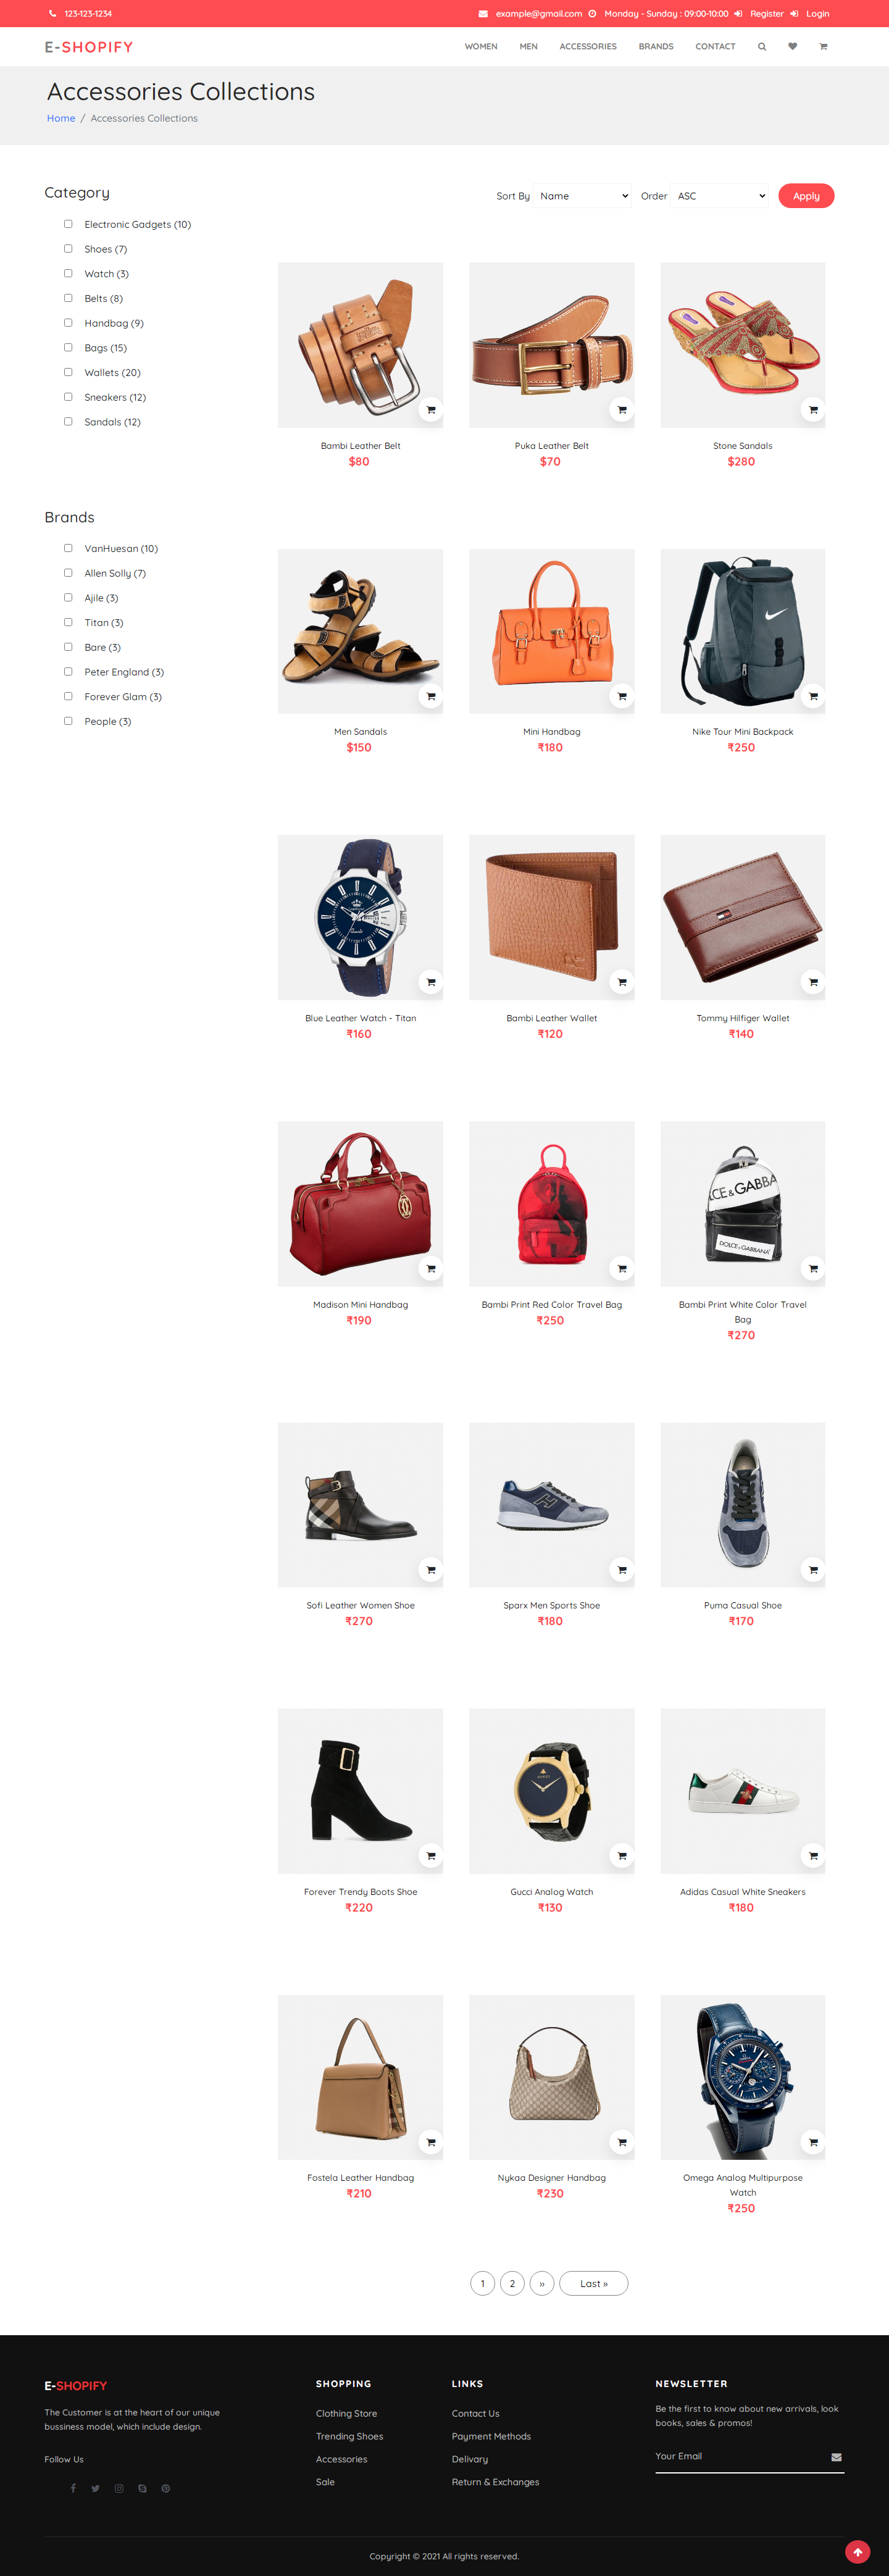 123-123-1234 example@gmail.com Monday - Sunday : 09:00-10:00 Register Login
E-SHOPIFY WOMEN MEN ACCESSORIES BRANDS CONTACT
Accessories Collections
Home / Accessories Collections
Category
Electronic Gadgets (10)
Shoes (7)
Watch (3)
Belts (8)
Handbag (9)
Bags (15)
Wallets (20)
Sneakers (12)
Sandals (12)
Brands
VanHuesan (10)
Allen Solly (7)
Ajile (3)
Titan (3)
Bare (3)
Peter England (3)
Forever Glam (3)
People (3)
Sort By Name Order ASC Apply
Bambi Leather Belt
$80
Puka Leather Belt
$70
Stone Sandals
$280
Men Sandals
$150
Mini Handbag
₹180
Nike Tour Mini Backpack
₹250
Blue Leather Watch - Titan
₹160
Bambi Leather Wallet
₹120
Tommy Hilfiger Wallet
₹140
Madison Mini Handbag
₹190
Bambi Print Red Color Travel Bag
₹250
LCE & GABBA
DOLCE & GABBANA
Bambi Print White Color Travel
Bag
₹270
Sofi Leather Women Shoe
₹270
Sparx Men Sports Shoe
₹180
Puma Casual Shoe
₹170
Forever Trendy Boots Shoe
₹220
Gucci Analog Watch
₹130
Adidas Casual White Sneakers
₹180
Fostela Leather Handbag
₹210
Nykaa Designer Handbag
₹230
Omega Analog Multipurpose
Watch
₹250
1 2 » Last »
E-SHOPIFY
The Customer is at the heart of our unique
bussiness model, which include design.
Follow Us
SHOPPING
Clothing Store
Trending Shoes
Accessories
Sale
LINKS
Contact Us
Payment Methods
Delivary
Return & Exchanges
NEWSLETTER
Be the first to know about new arrivals, look
books, sales & promos!
Your Email
Copyright © 2021 All rights reserved.